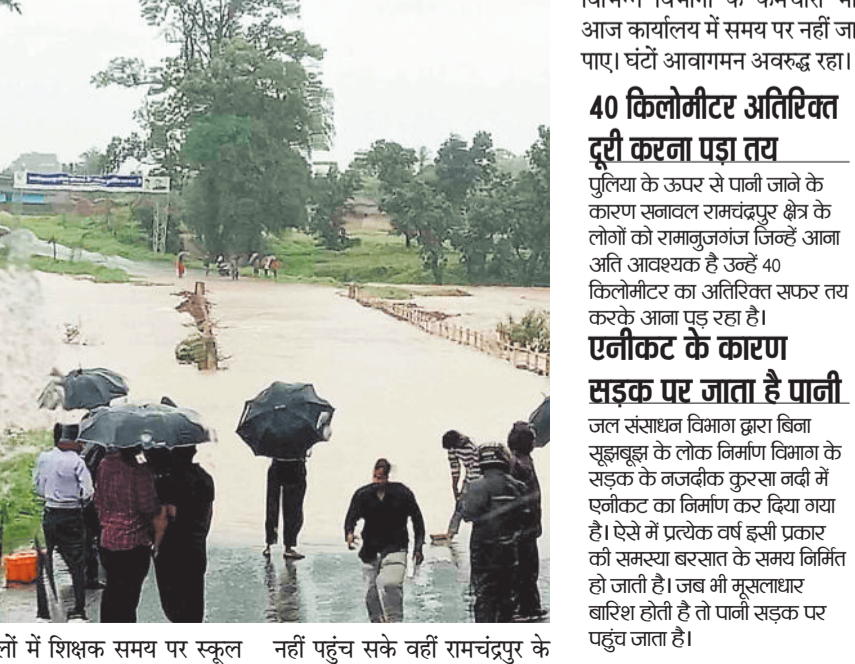 आज कार्यालय में समय पर नहीं जा
पाए। घंटों आवागमन अवरुद्ध रहा।
40 किलोमीटर अतिरिक्त
दूरी करना पड़ा तय
पुलिया के ऊपर से पानी जाने के
कारण सनावल रामचंद्रपुर क्षेत्र के
लोगों को रामानुजगंज जिन्हें आना
अति आवश्यक है उन्हें 40
किलोमीटर का अतिरिक्त सफर तय
करके आना पड़ रहा है।
एनीकट के कारण
सड़क पर जाता है पानी
जल संसाधन विभाग द्वारा बिना
सूझबूझ के लोक निर्माण विभाग के
सड़क के नजदीक कुरसा नदी में
एनीकट का निर्माण कर दिया गया
है। ऐसे में प्रत्येक वर्ष इसी प्रकार
की समस्या बरसात के समय निर्मित
हो जाती है। जब भी मूसलाधार
बारिश होती है तो पानी सड़क पर
पहुंच जाता है।
में शिक्षक समय पर स्कूल
नहीं पहुंच सके वहीं रामचंद्रपुर के